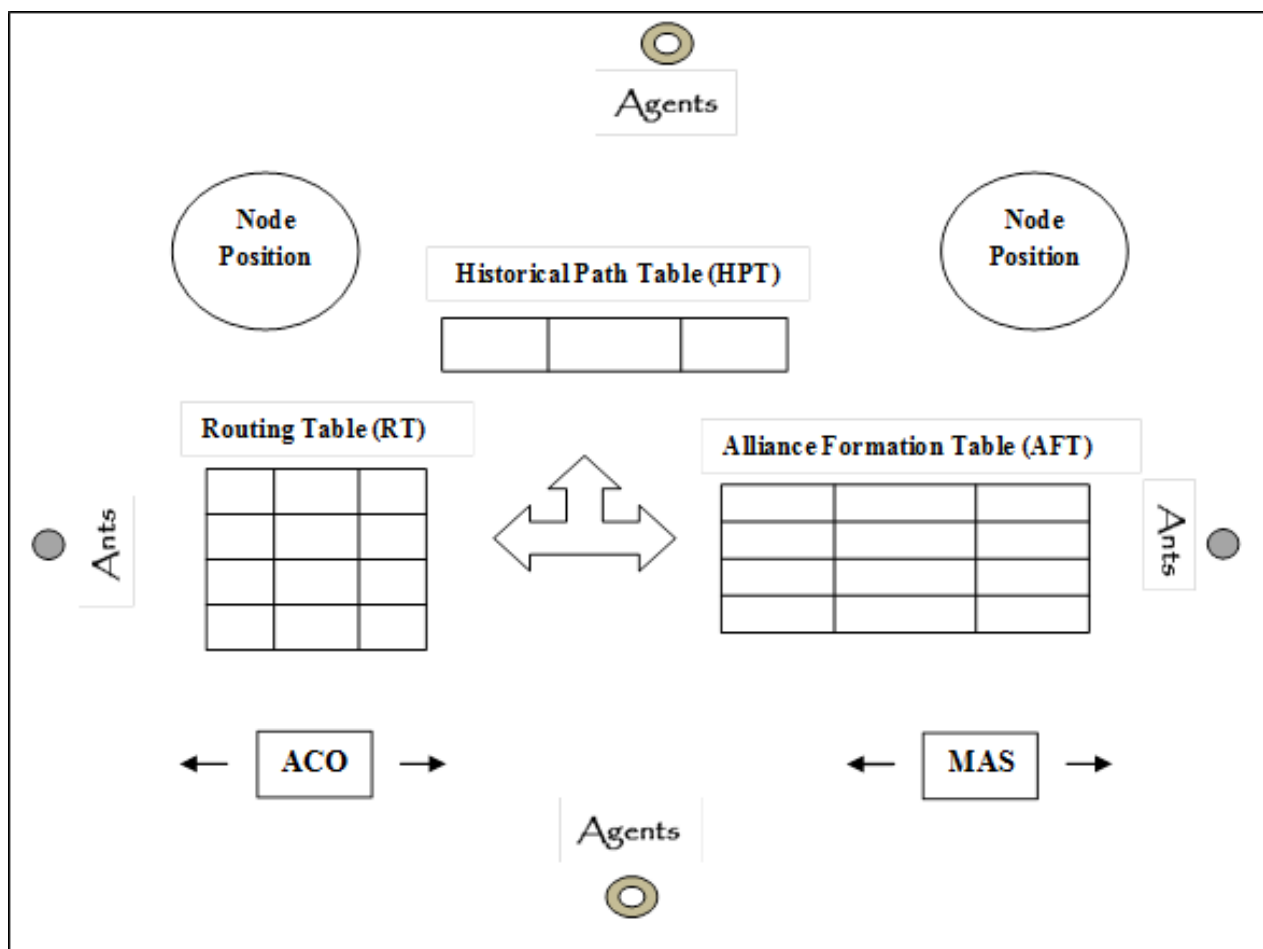 Agents
Node
Position
Node
Position
Historical Path Table (HPT)
Routing Table (RT)
Alliance Formation Table (AFT)
Ants
Ants
ACO
MAS
Agents